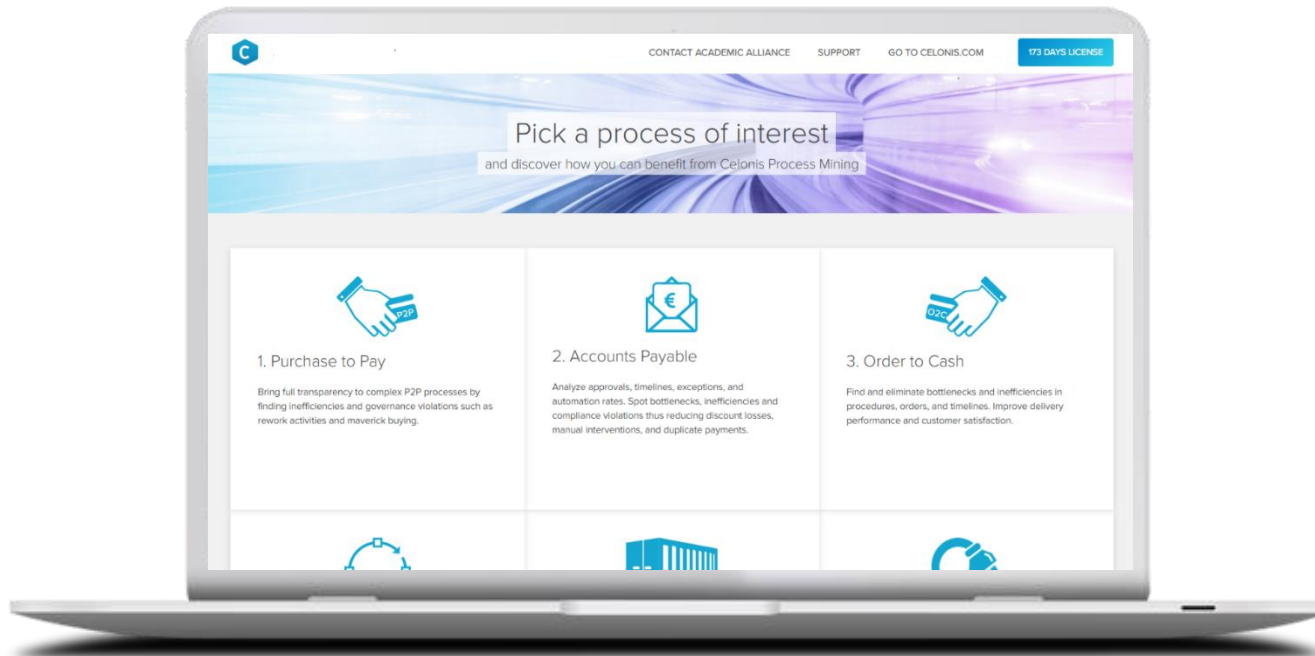 C
CONTACT ACADEMIC ALLIANCE SUPPORT GO TO CELONIS.COM 173 DAYS LICENSE
Pick a process of interest
and discover how you can benefit from Celonis Process Mining
P2P
€
O2C
1. Purchase to Pay
Bring full transparency to complex P2P processes by
finding inefficiencies and governance violations such as
rework activities and maverick buying.
2. Accounts Payable
Analyze approvals, timelines, exceptions, and
automation rates. Spot bottlenecks, inefficiencies and
compliance violations thus reducing discount losses,
manual interventions, and duplicate payments.
3. Order to Cash
Find and eliminate bottlenecks and inefficiencies in
procedures, orders, and timelines. Improve delivery
performance and customer satisfaction.